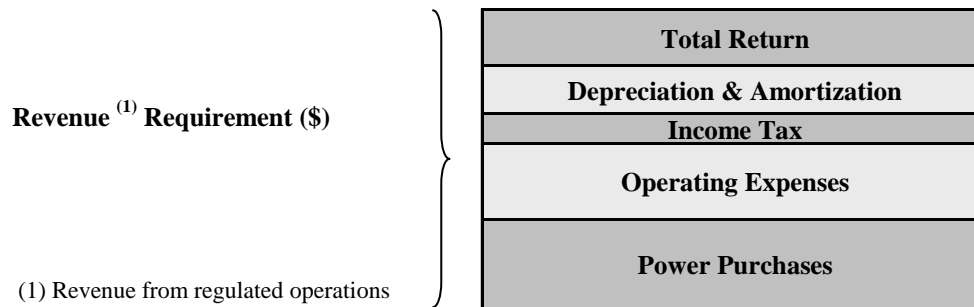 Total Return
Depreciation & Amortization
Revenue (1) Requirement ($)
Income Tax
Operating Expenses
Power Purchases
(1) Revenue from regulated operations